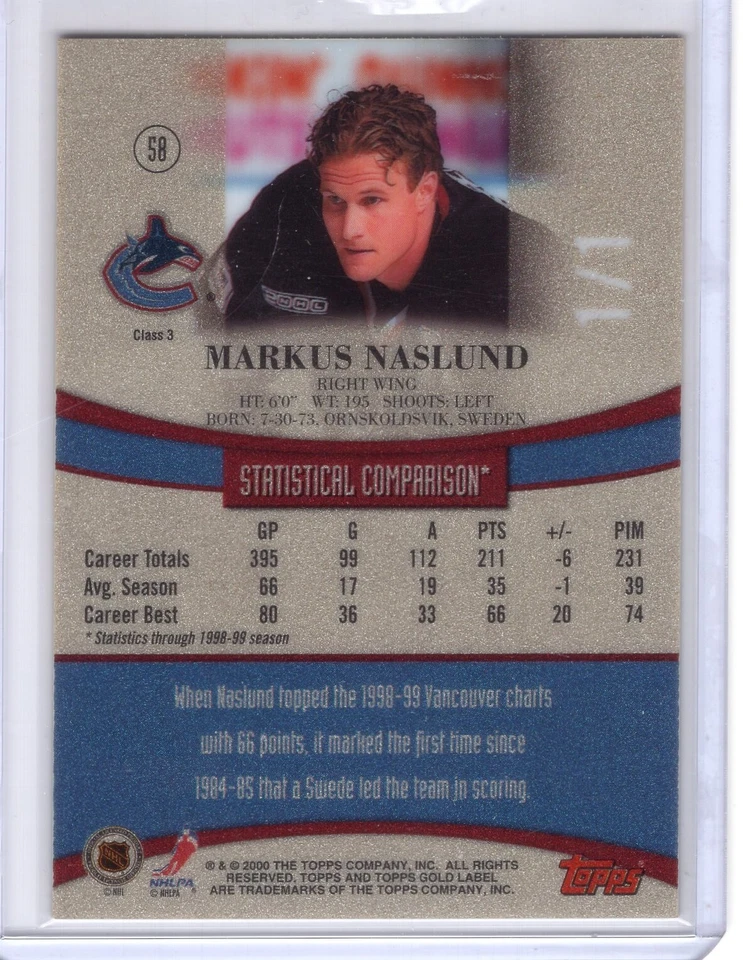 58
1/1
NHL
Class 3
MARKUS NASLUND
RIGHT WING
HT: 6'0" WT: 195 SHOOTS: LEFT
BORN: 7-30-73, ORNSKOLDSVIK, SWEDEN
STATISTICAL COMPARISON*
GP G A PTS +/- PIM
Career Totals 395 99 112 211 -6 231
Avg. Season 66 17 19 35 -1 39
Career Best 80 36 33 66 20 74
* Statistics through 1998-99 season
When Naslund topped the 1998-99 Vancouver charts
with 66 points, it marked the first time since
1984-85 that a Swede led the team in scoring.
NHL
© NHL
NHLPA
© NHLPA
® & © 2000 THE TOPPS COMPANY, INC. ALL RIGHTS
RESERVED, TOPPS AND TOPPS GOLD LABEL
ARE TRADEMARKS OF THE TOPPS COMPANY, INC.
TOPPS